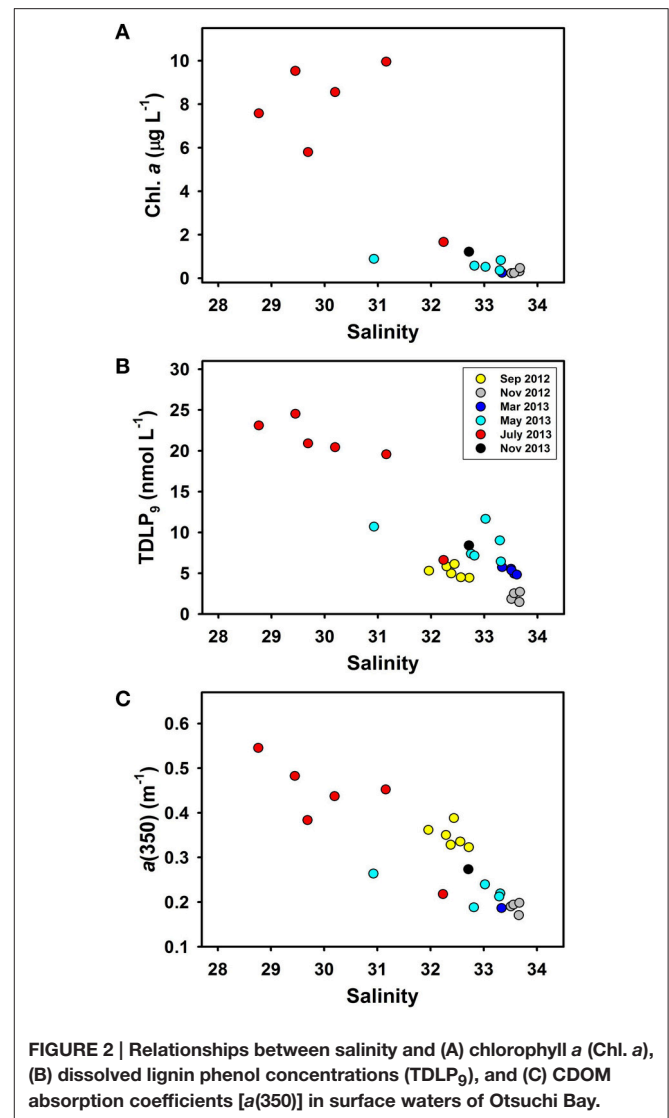 A
Chl. a (µg L⁻¹)
10
8
6
4
2
0
28 29 30 31 32 33 34
Salinity
B
TDLP₉ (nmol L⁻¹)
30
25
20
15
10
5
0
Sep 2012
Nov 2012
Mar 2013
May 2013
July 2013
Nov 2013
28 29 30 31 32 33 34
Salinity
C
a(350) (m⁻¹)
0.6
0.5
0.4
0.3
0.2
0.1
28 29 30 31 32 33 34
Salinity
FIGURE 2 | Relationships between salinity and (A) chlorophyll a (Chl. a),
(B) dissolved lignin phenol concentrations (TDLP₉), and (C) CDOM
absorption coefficients [a(350)] in surface waters of Otsuchi Bay.